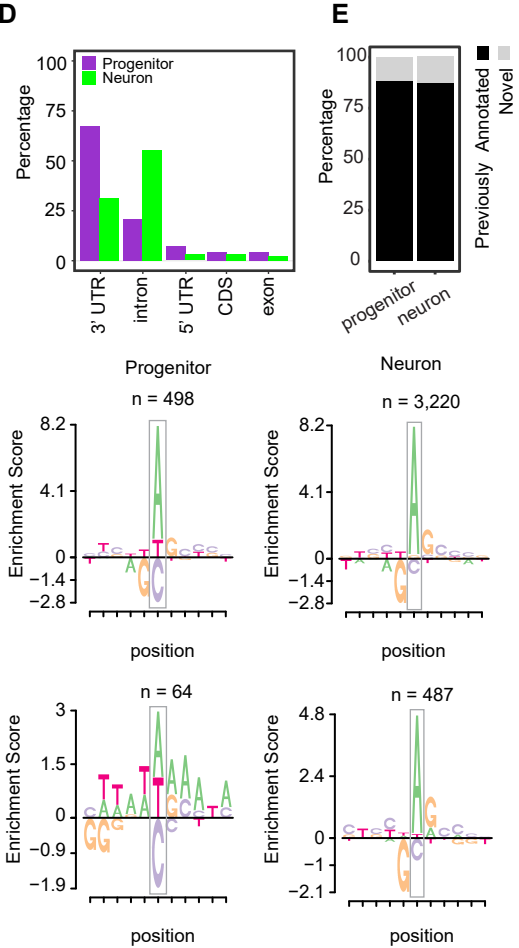 D
Percentage
100
75
50
25
0
Progenitor
Neuron
3' UTR
intron
5' UTR
CDS
exon
E
Percentage
100
75
50
25
0
progenitor
neuron
Previously Annotated
Novel
Progenitor
n = 498
Enrichment Score
8.2
4.1
0
−1.4
−2.8
position
Neuron
n = 3,220
Enrichment Score
8.2
4.1
0
−1.4
−2.8
position
n = 64
Enrichment Score
3
1.5
0
−0.9
−1.9
position
n = 487
Enrichment Score
4.8
2.4
0
−1
−2.1
position